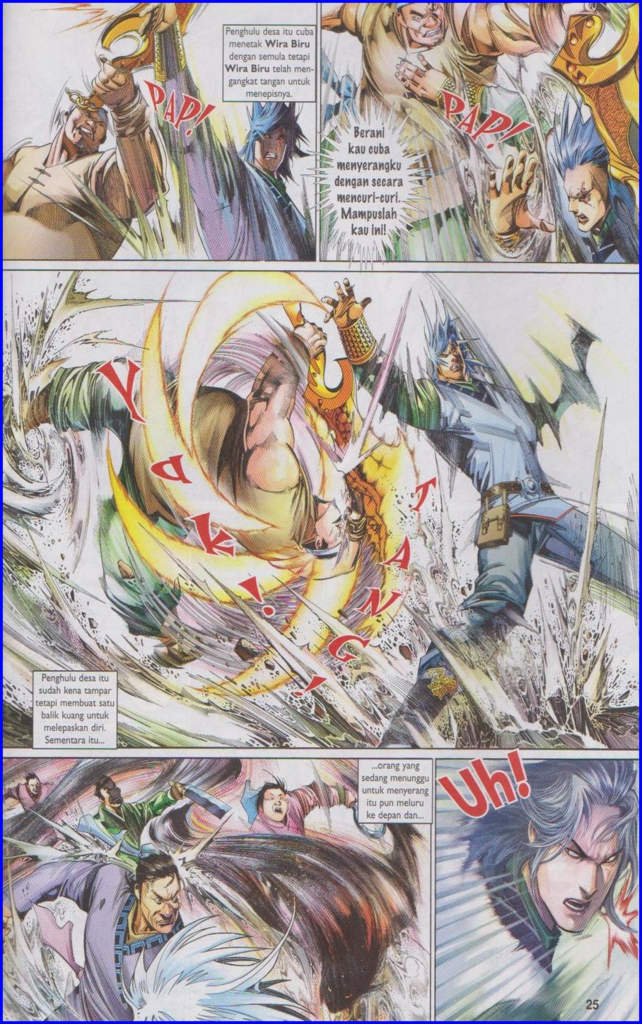 Penghulu desa itu cuba
menetak Wira Biru
dengan semula tetapi
Wira Biru telah men-
gangkat tangan untuk
menepisnya.
PAP!
PAP!
Berani
kau cuba
menyerangku
dengan secara
mencuri-curi.
Mampuslah
kau ini!
YAKK!
TANG!
Penghulu desa itu
sudah kena tampar
tetapi membuat satu
balik kuang untuk
melepaskan diri.
Sementara itu...
...orang yang
sedang menunggu
untuk menyerang
itu pun meluru
ke depan dan...
Uh!
25